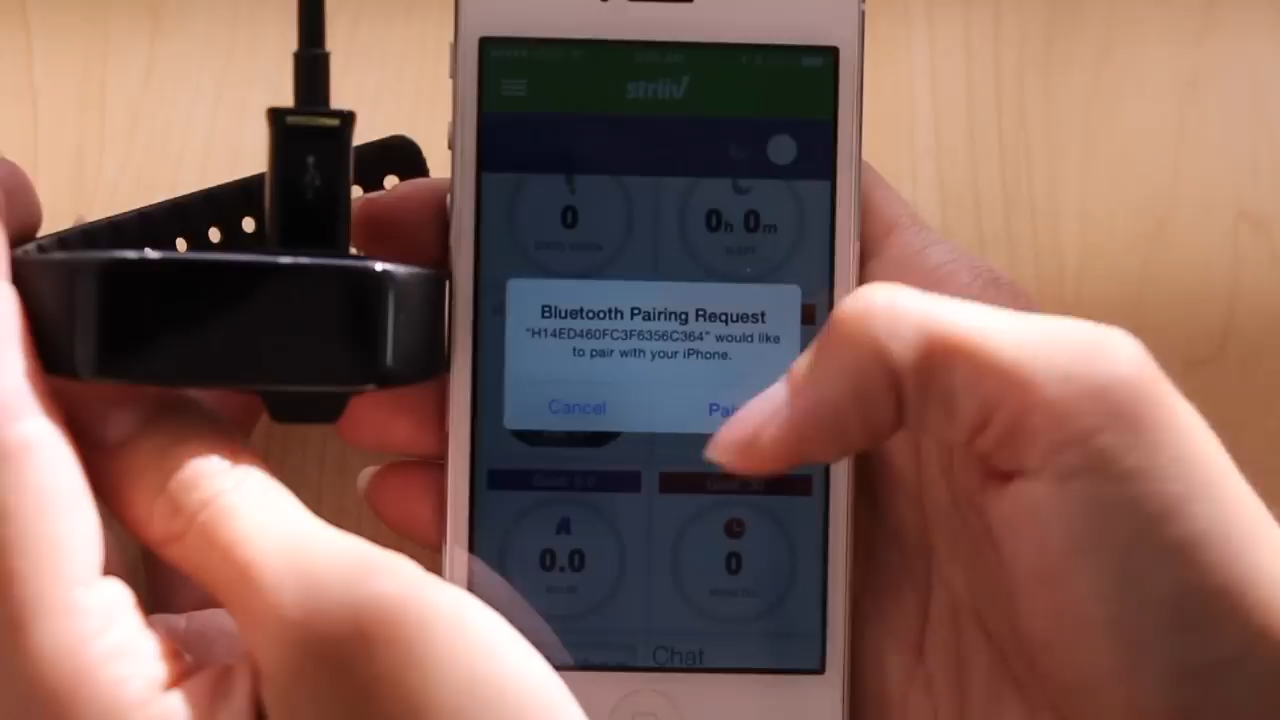 striiv
0
0h 0m
SLEEP
Bluetooth Pairing Request
"H14ED460FC3F6356C364" would like
to pair with your iPhone.
Cancel
0.0
0
Chat